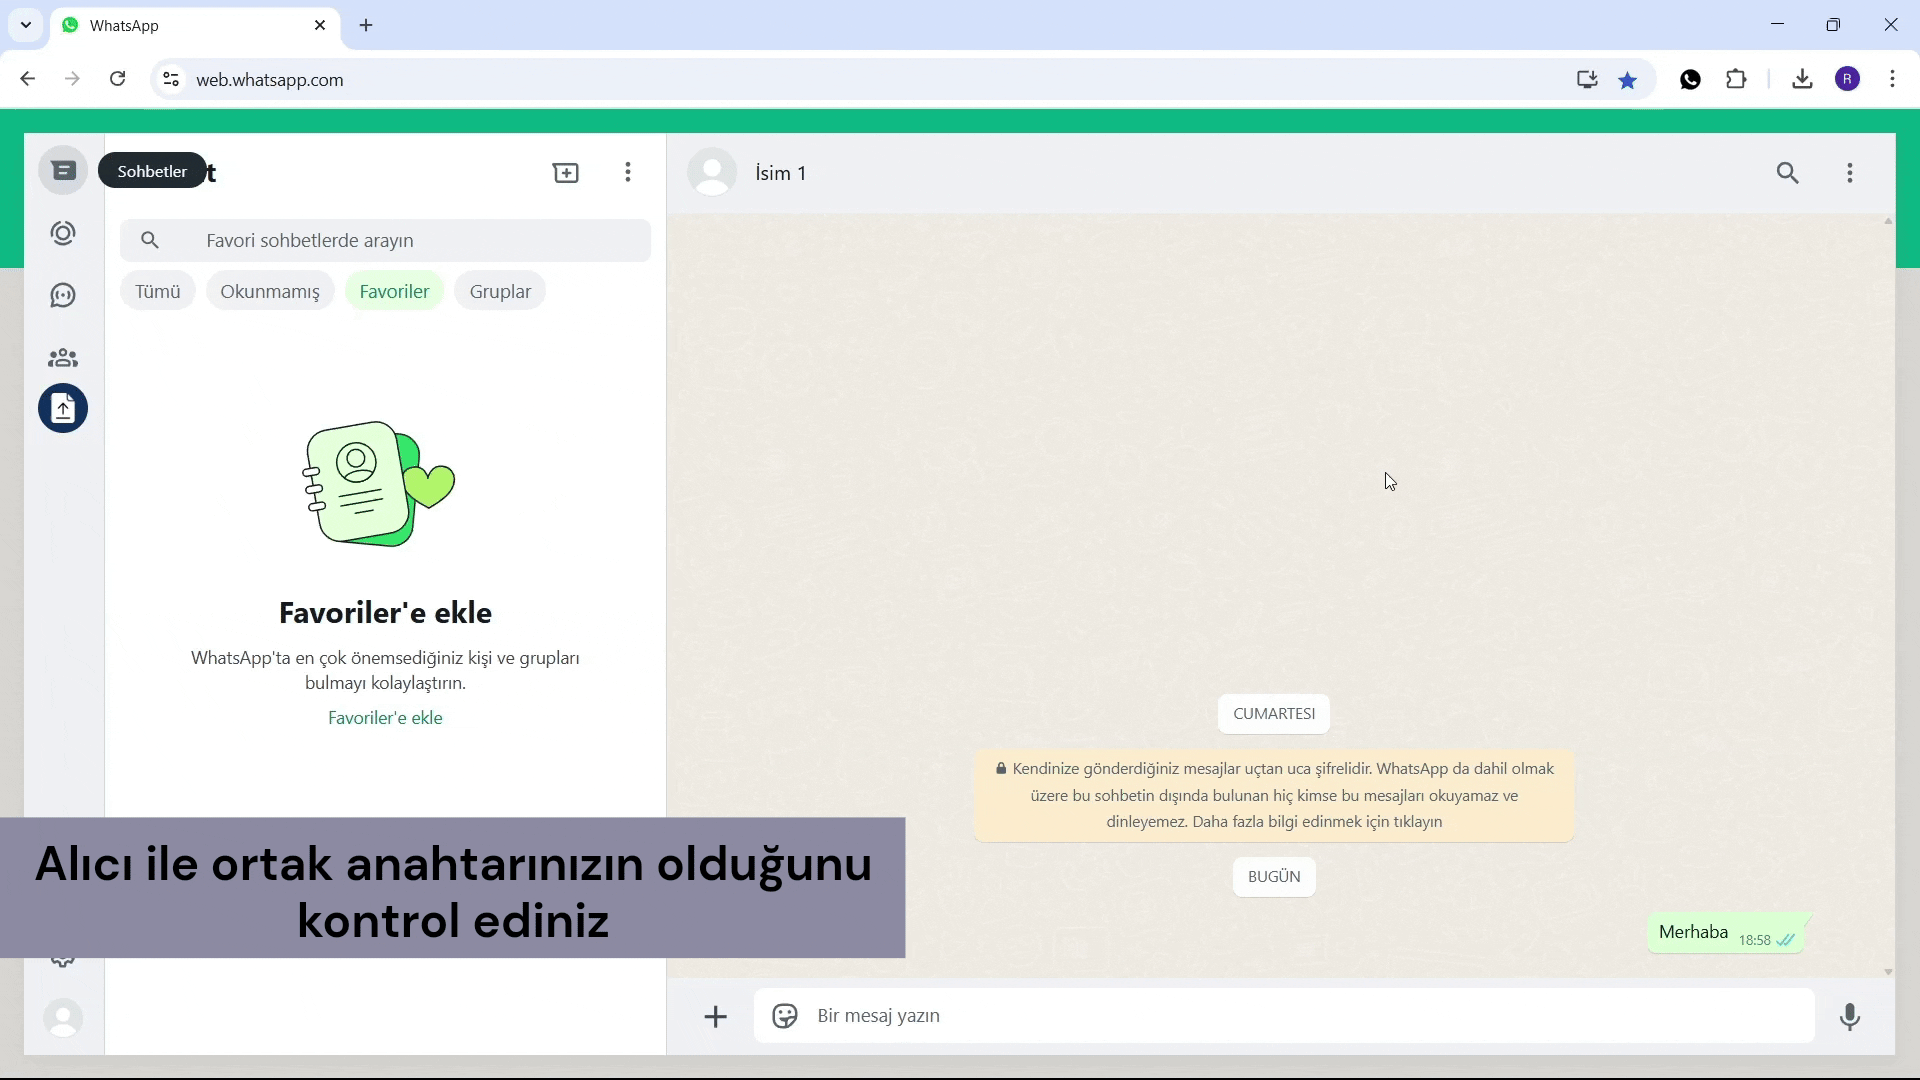 WhatsApp
web.whatsapp.com
R
Sohbetler
t
Favori sohbetlerde arayın
Tümü
Okunmamış
Favoriler
Gruplar
Favoriler'e ekle
WhatsApp'ta en çok önemsediğiniz kişi ve grupları
bulmayı kolaylaştırın.
Favoriler'e ekle
Alıcı ile ortak anahtarınızın olduğunu
kontrol ediniz
İsim 1
CUMARTESI
Kendinize gönderdiğiniz mesajlar uçtan uca şifrelidir. WhatsApp da dahil olmak
üzere bu sohbetin dışında bulunan hiç kimse bu mesajları okuyamaz ve
dinleyemez. Daha fazla bilgi edinmek için tıklayın
BUGÜN
Merhaba 18:58
Bir mesaj yazın